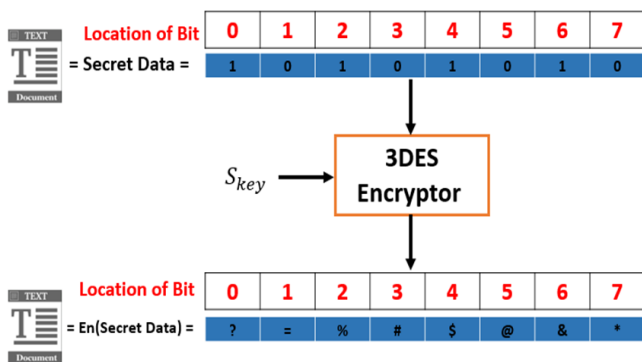 TEXT
Document
Location of Bit 0 1 2 3 4 5 6 7
= Secret Data = 1 0 1 0 1 0 1 0
3DES
Encryptor
S_key
TEXT
Document
Location of Bit 0 1 2 3 4 5 6 7
= En(Secret Data) = ? = % # $ @ & *